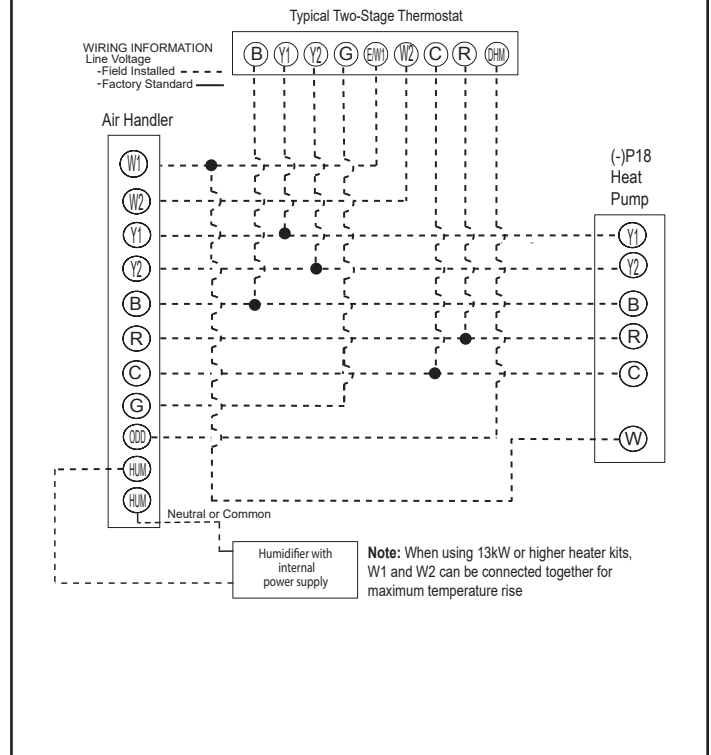 Typical Two-Stage Thermostat
WIRING INFORMATION
Line Voltage
-Field Installed
-Factory Standard
B Y1 Y2 G E/W1 W2 C R DHM
Air Handler
W1
W2
Y1
Y2
B
R
C
G
ODD
HUM
HUM
(-)P18
Heat
Pump
Y1
Y2
B
R
C
W
Neutral or Common
Humidifier with
internal
power supply
Note: When using 13kW or higher heater kits,
W1 and W2 can be connected together for
maximum temperature rise